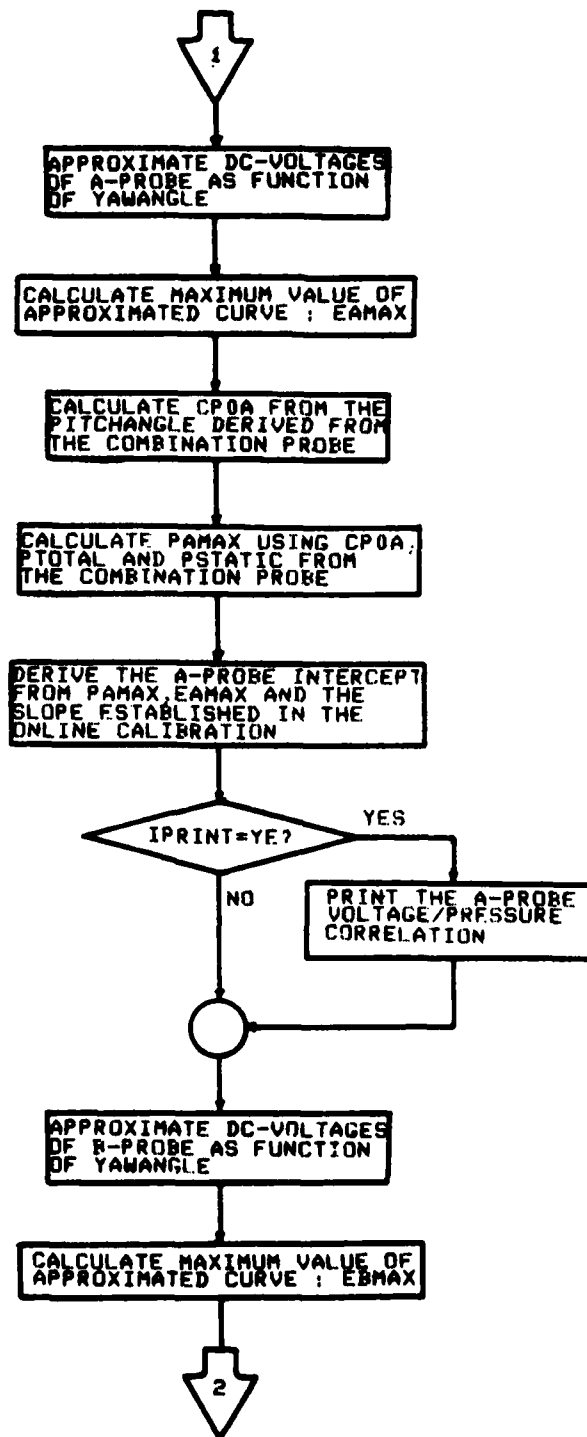 1
APPROXIMATE DC-VOLTAGES
OF A-PROBE AS FUNCTION
OF YAWANGLE
CALCULATE MAXIMUM VALUE OF
APPROXIMATED CURVE : EAMAX
CALCULATE CP0A FROM THE
PITCHANGLE DERIVED FROM
THE COMBINATION PROBE
CALCULATE PAMAX USING CP0A,
PTOTAL AND PSTATIC FROM
THE COMBINATION PROBE
DERIVE THE A-PROBE INTERCEPT
FROM PAMAX,EAMAX AND THE
SLOPE ESTABLISHED IN THE
ONLINE CALIBRATION
IPRINT=YE?
YES
NO
PRINT THE A-PROBE
VOLTAGE/PRESSURE
CORRELATION
APPROXIMATE DC-VOLTAGES
OF B-PROBE AS FUNCTION
OF YAWANGLE
CALCULATE MAXIMUM VALUE OF
APPROXIMATED CURVE : EBMAX
2